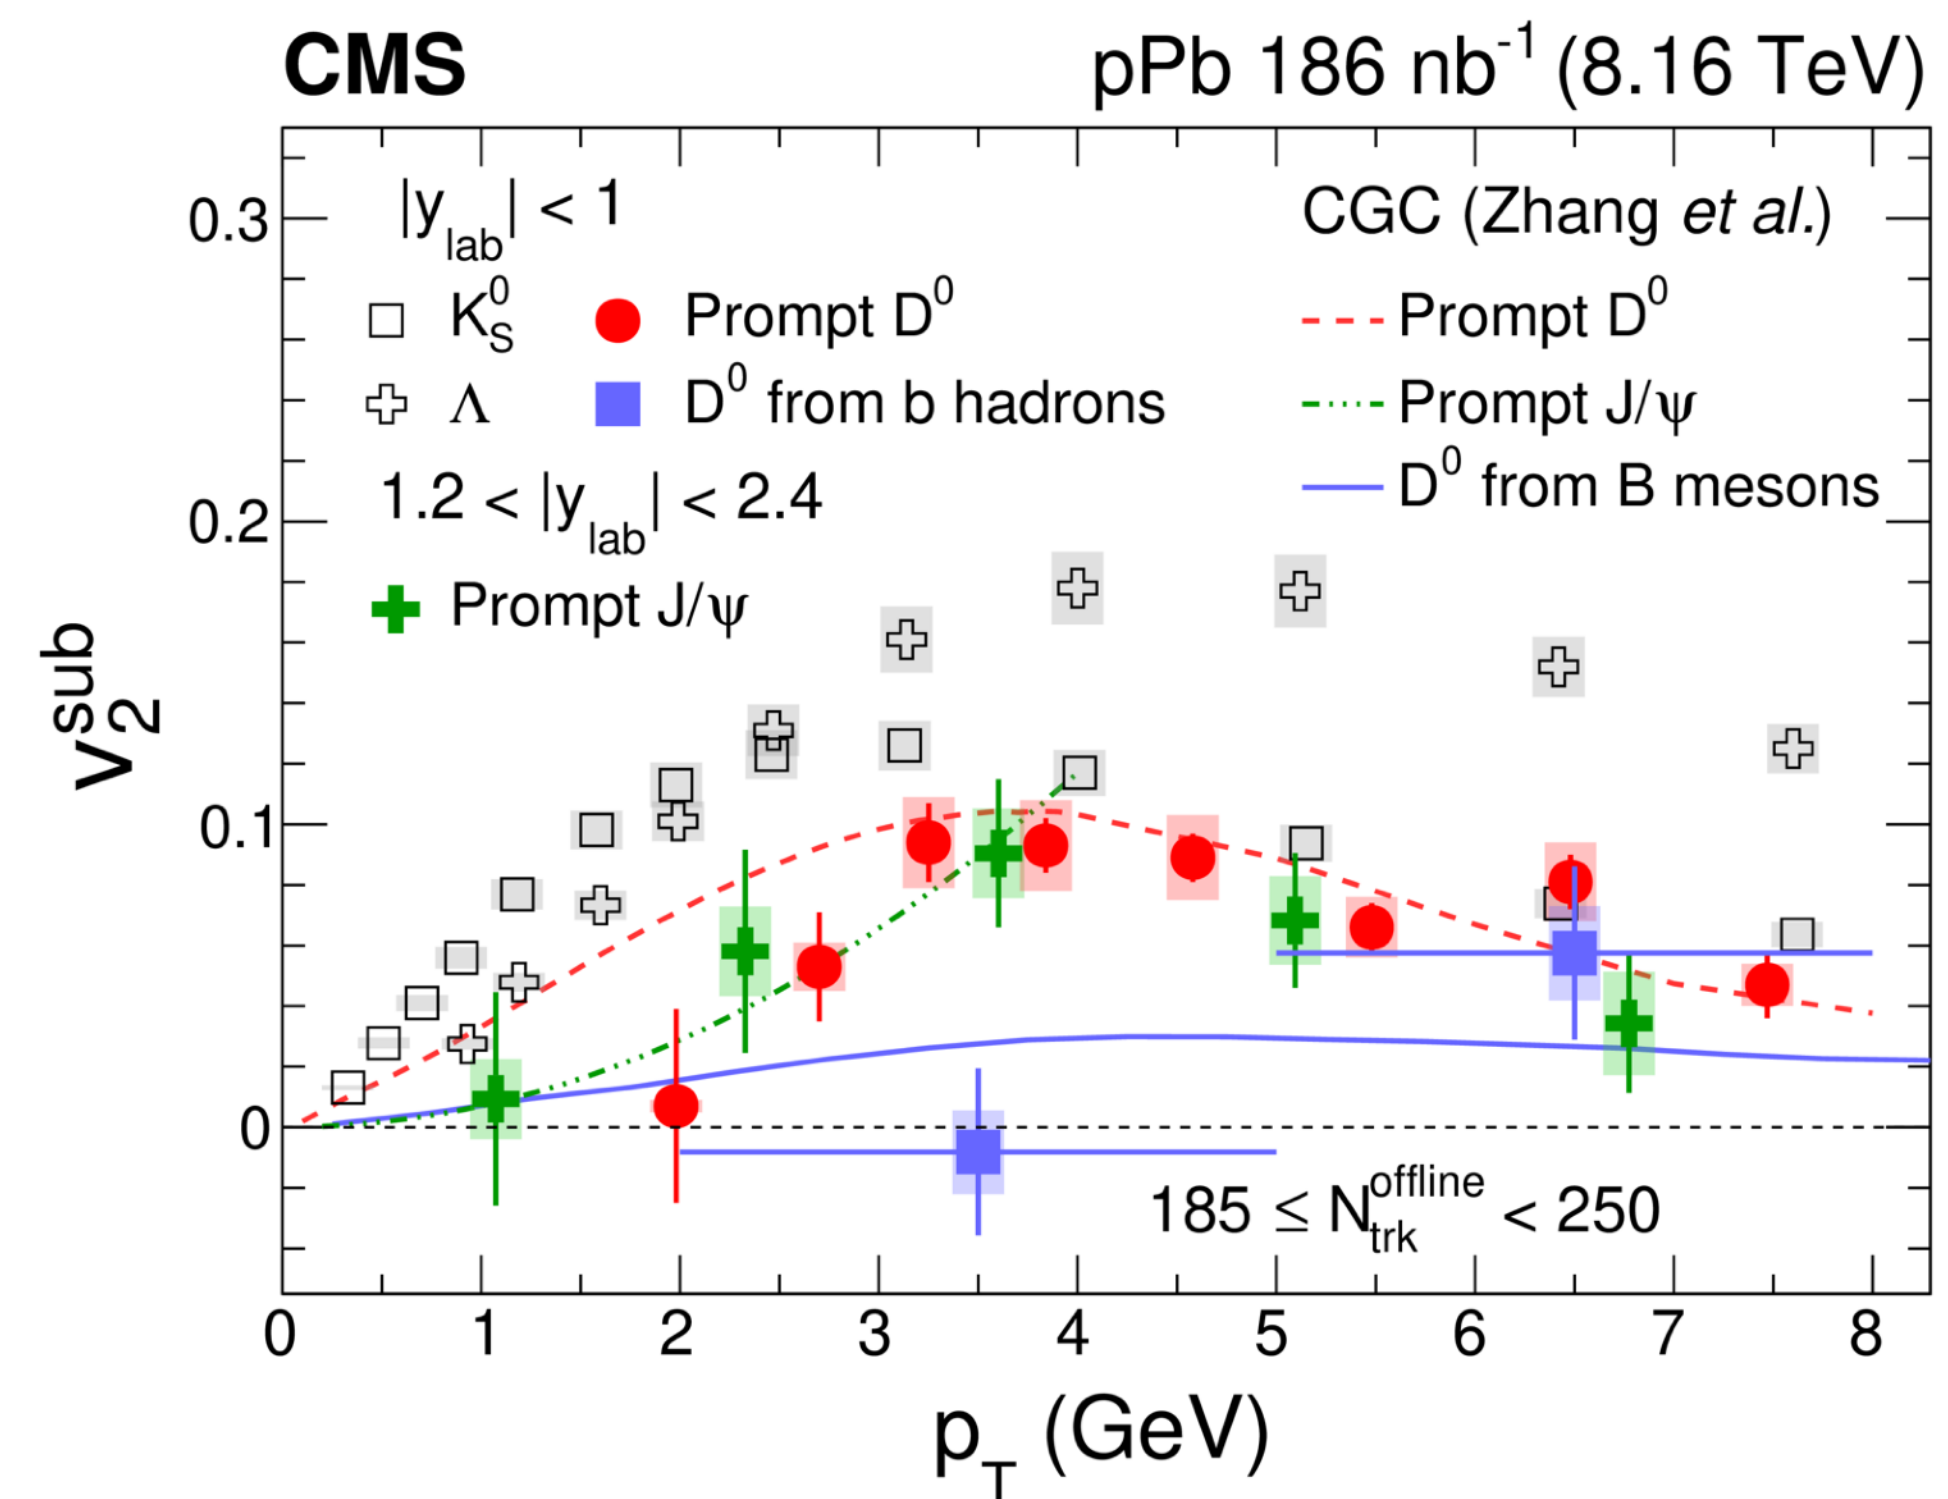 CMS
pPb 186 nb⁻¹ (8.16 TeV)
|y_lab| < 1
K⁰_S
Prompt D⁰
Λ
D⁰ from b hadrons
1.2 < |y_lab| < 2.4
Prompt J/ψ
CGC (Zhang et al.)
Prompt D⁰
Prompt J/ψ
D⁰ from B mesons
185 ≤ N_trk^offline < 250
v₂^sub
0.3
0.2
0.1
0
0 1 2 3 4 5 6 7 8
p_T (GeV)